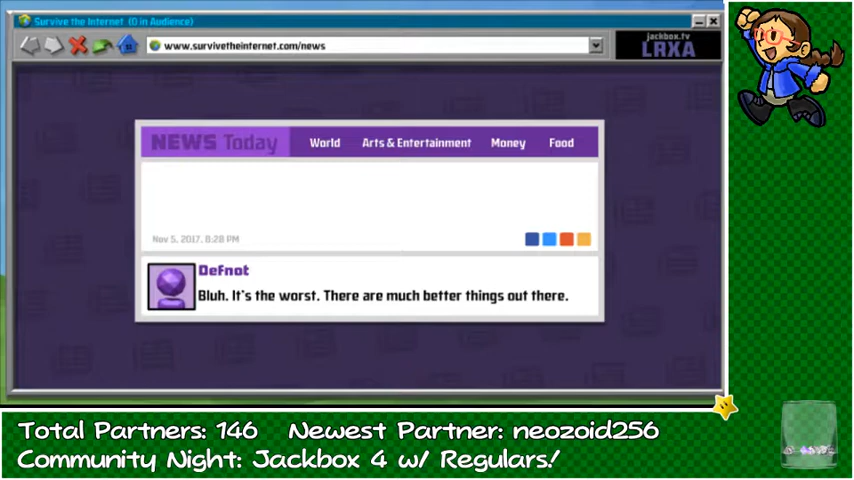 Survive the Internet (0 in Audience)
www.survivetheinternet.com/news
jackbox.tv
LRXA
NEWS Today World Arts & Entertainment Money Food
Nov 5, 2017, 8:28 PM
Defnot
Bluh. It's the worst. There are much better things out there.
Total Partners: 146 Newest Partner: neozoid256
Community Night: Jackbox 4 w/ Regulars!